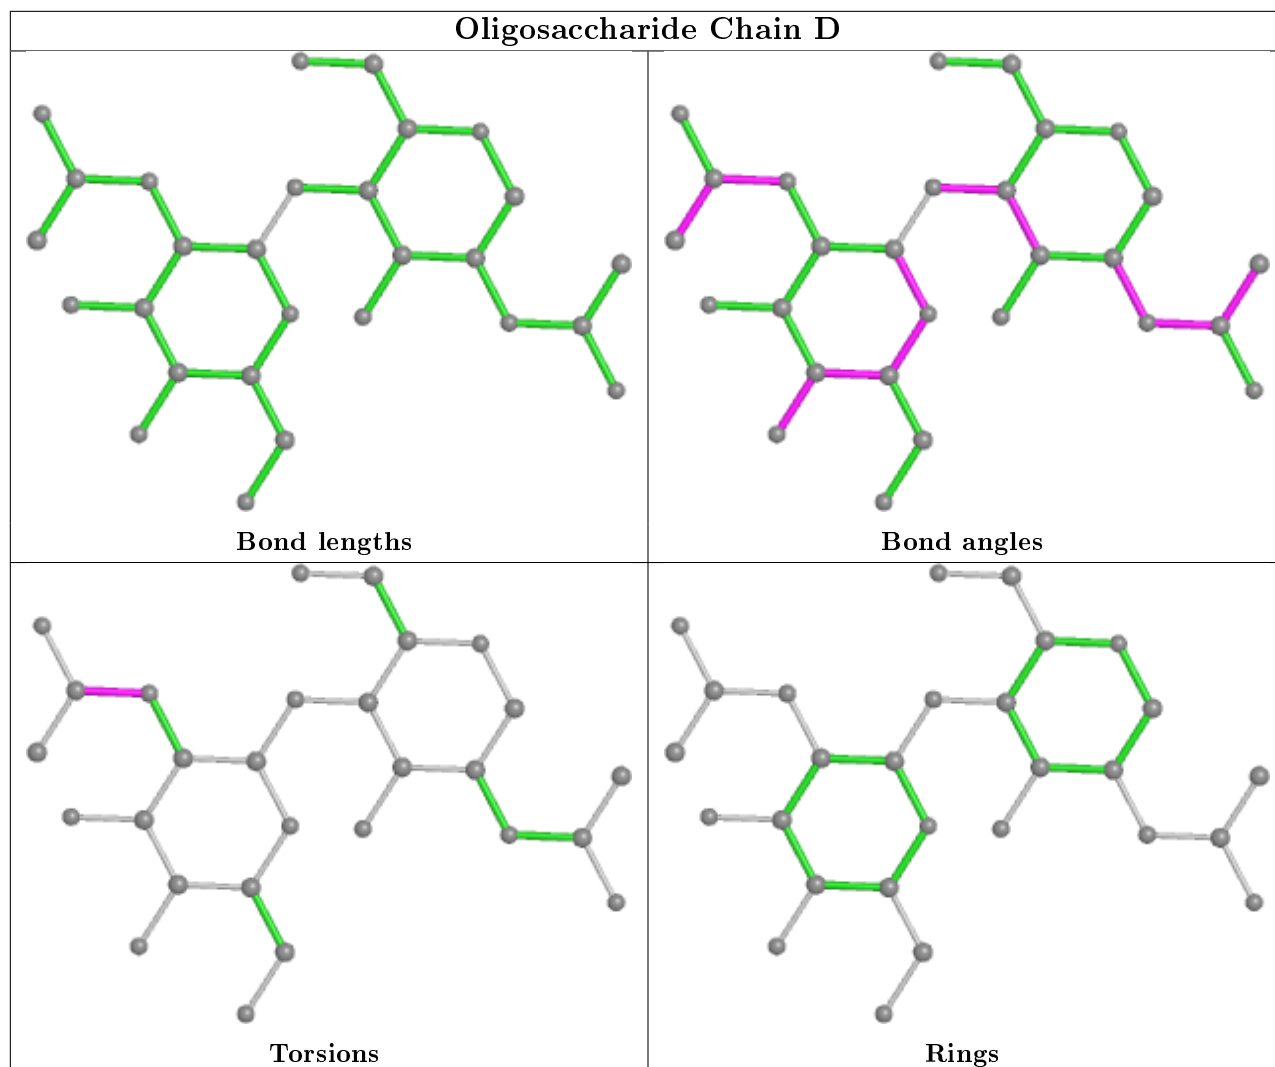 Oligosaccharide Chain D
Bond lengths
Bond angles
Torsions
Rings